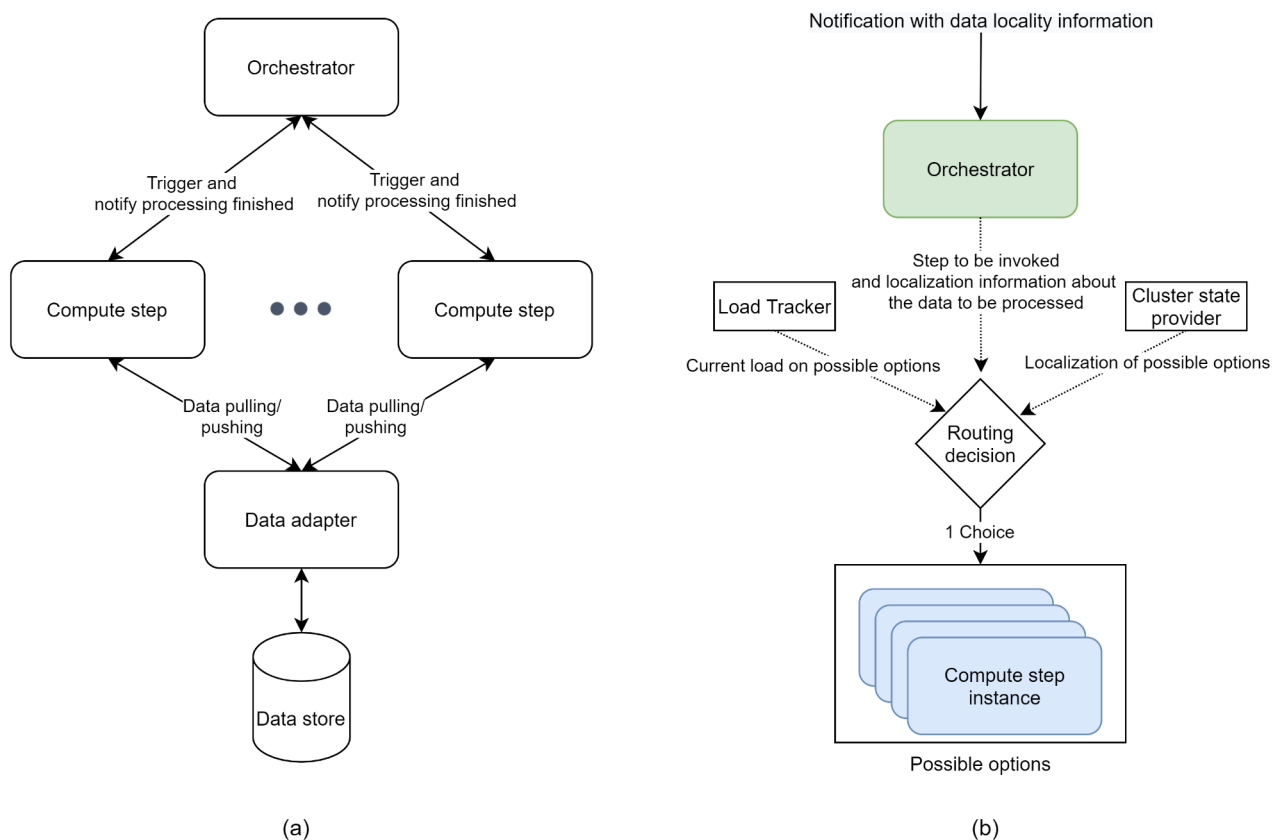 Orchestrator
Trigger and
notify processing finished
Trigger and
notify processing finished
Compute step
Compute step
Data pulling/
pushing
Data pulling/
pushing
Data adapter
Data store
(a)
Notification with data locality information
Orchestrator
Step to be invoked
and localization information about
the data to be processed
Load Tracker
Cluster state
provider
Current load on possible options
Localization of possible options
Routing
decision
1 Choice
Compute step
instance
Possible options
(b)